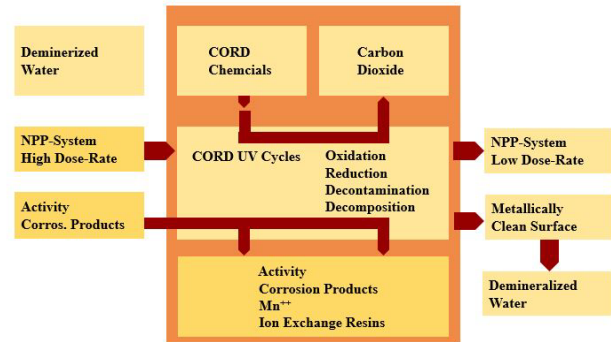 Deminerized
Water
CORD
Chemcials
Carbon
Dioxide
NPP-System
High Dose-Rate
CORD UV Cycles
Oxidation
Reduction
Decontamination
Decomposition
NPP-System
Low Dose-Rate
Activity
Corros. Products
Metallically
Clean Surface
Activity
Corrosion Products
Mn⁺⁺
Ion Exchange Resins
Demineralized
Water